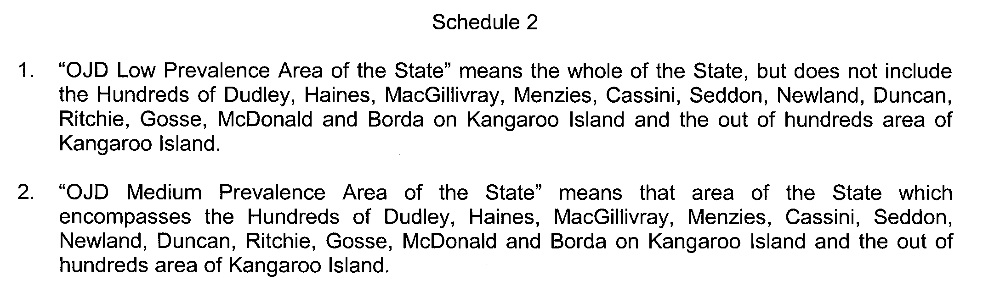 Schedule 2
1. “OJD Low Prevalence Area of the State” means the whole of the State, but does not include
the Hundreds of Dudley, Haines, MacGillivray, Menzies, Cassini, Seddon, Newland, Duncan,
Ritchie, Gosse, McDonald and Borda on Kangaroo Island and the out of hundreds area of
Kangaroo Island.
2. “OJD Medium Prevalence Area of the State” means that area of the State which
encompasses the Hundreds of Dudley, Haines, MacGillivray, Menzies, Cassini, Seddon,
Newland, Duncan, Ritchie, Gosse, McDonald and Borda on Kangaroo Island and the out of
hundreds area of Kangaroo Island.